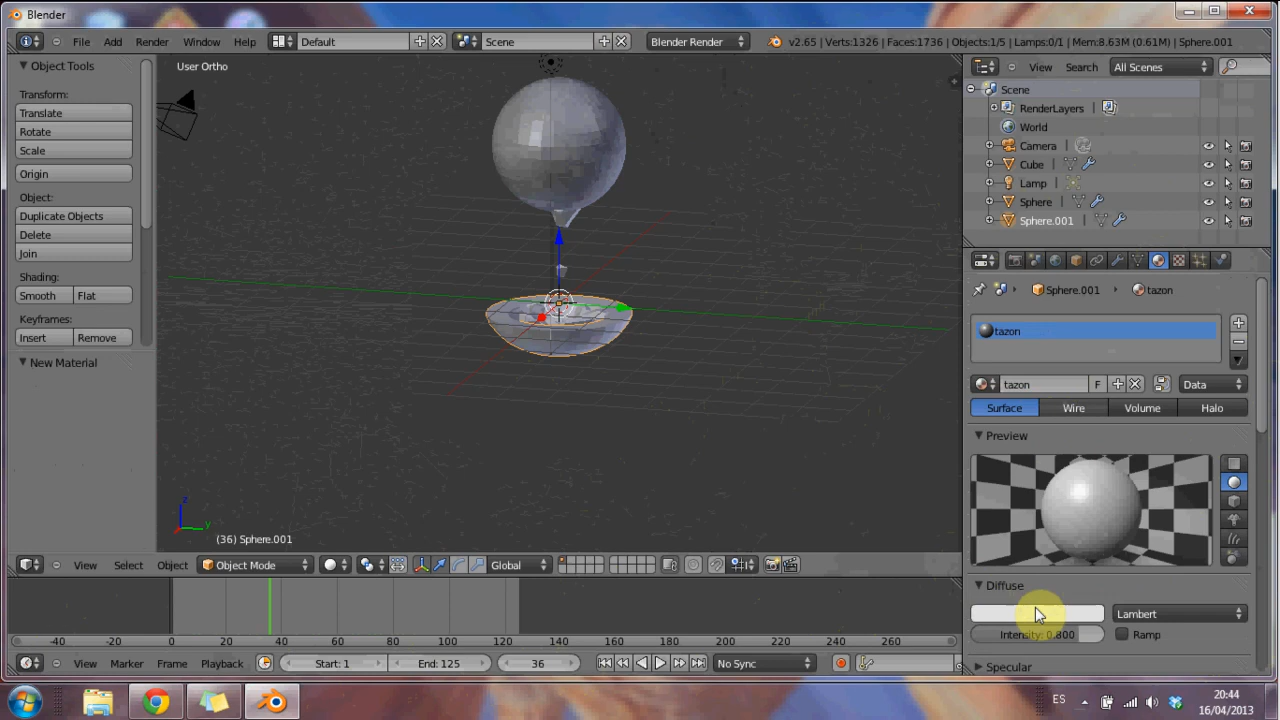 Blender
File Add Render Window Help Default Scene Blender Render v2.65 | Verts:1326 | Faces:1736 | Objects:1/5 | Lamps:0/1 | Mem:8.63M (0.61M) | Sphere.001
Object Tools
Transform:
Translate
Rotate
Scale
Origin
Object:
Duplicate Objects
Delete
Join
Shading:
Smooth Flat
Keyframes:
Insert Remove
New Material
User Ortho
z
y
(36) Sphere.001
View Select Object Object Mode Global
-40 -20 0 20 40 60 80 100 120 140 160 180 200 220 240 260
View Marker Frame Playback Start: 1 End: 125 36 No Sync
View Search All Scenes
Scene
RenderLayers
World
Camera
Cube
Lamp
Sphere
Sphere.001
Sphere.001 tazon
tazon
tazon F Data
Surface Wire Volume Halo
Preview
Diffuse
Lambert
Intensity: 0.800 Ramp
Specular
ES 20:44
16/04/2013